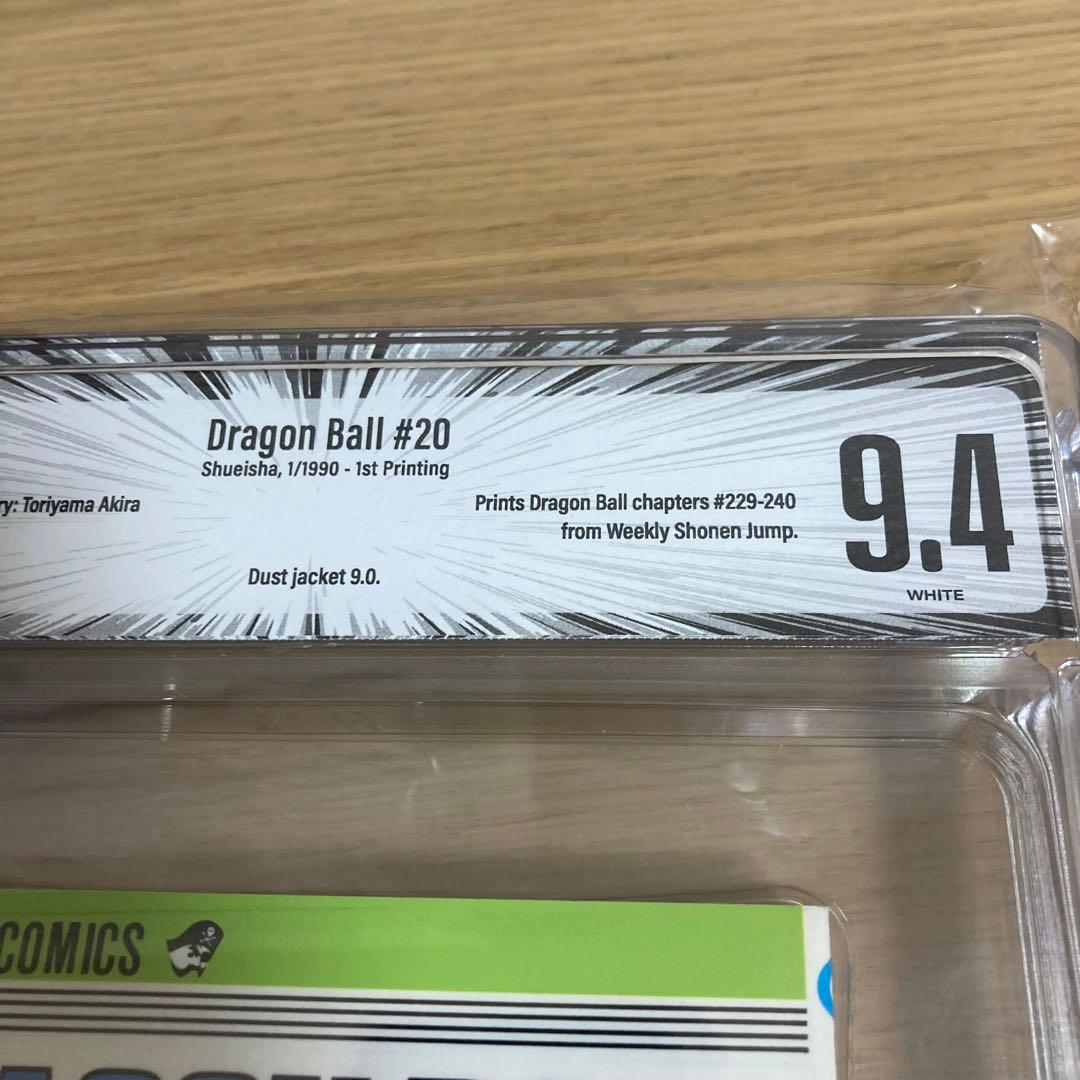 Dragon Ball #20
Shueisha, 1/1990 - 1st Printing
ry: Toriyama Akira
Prints Dragon Ball chapters #229-240
from Weekly Shonen Jump.
Dust jacket 9.0.
9.4
WHITE
COMICS